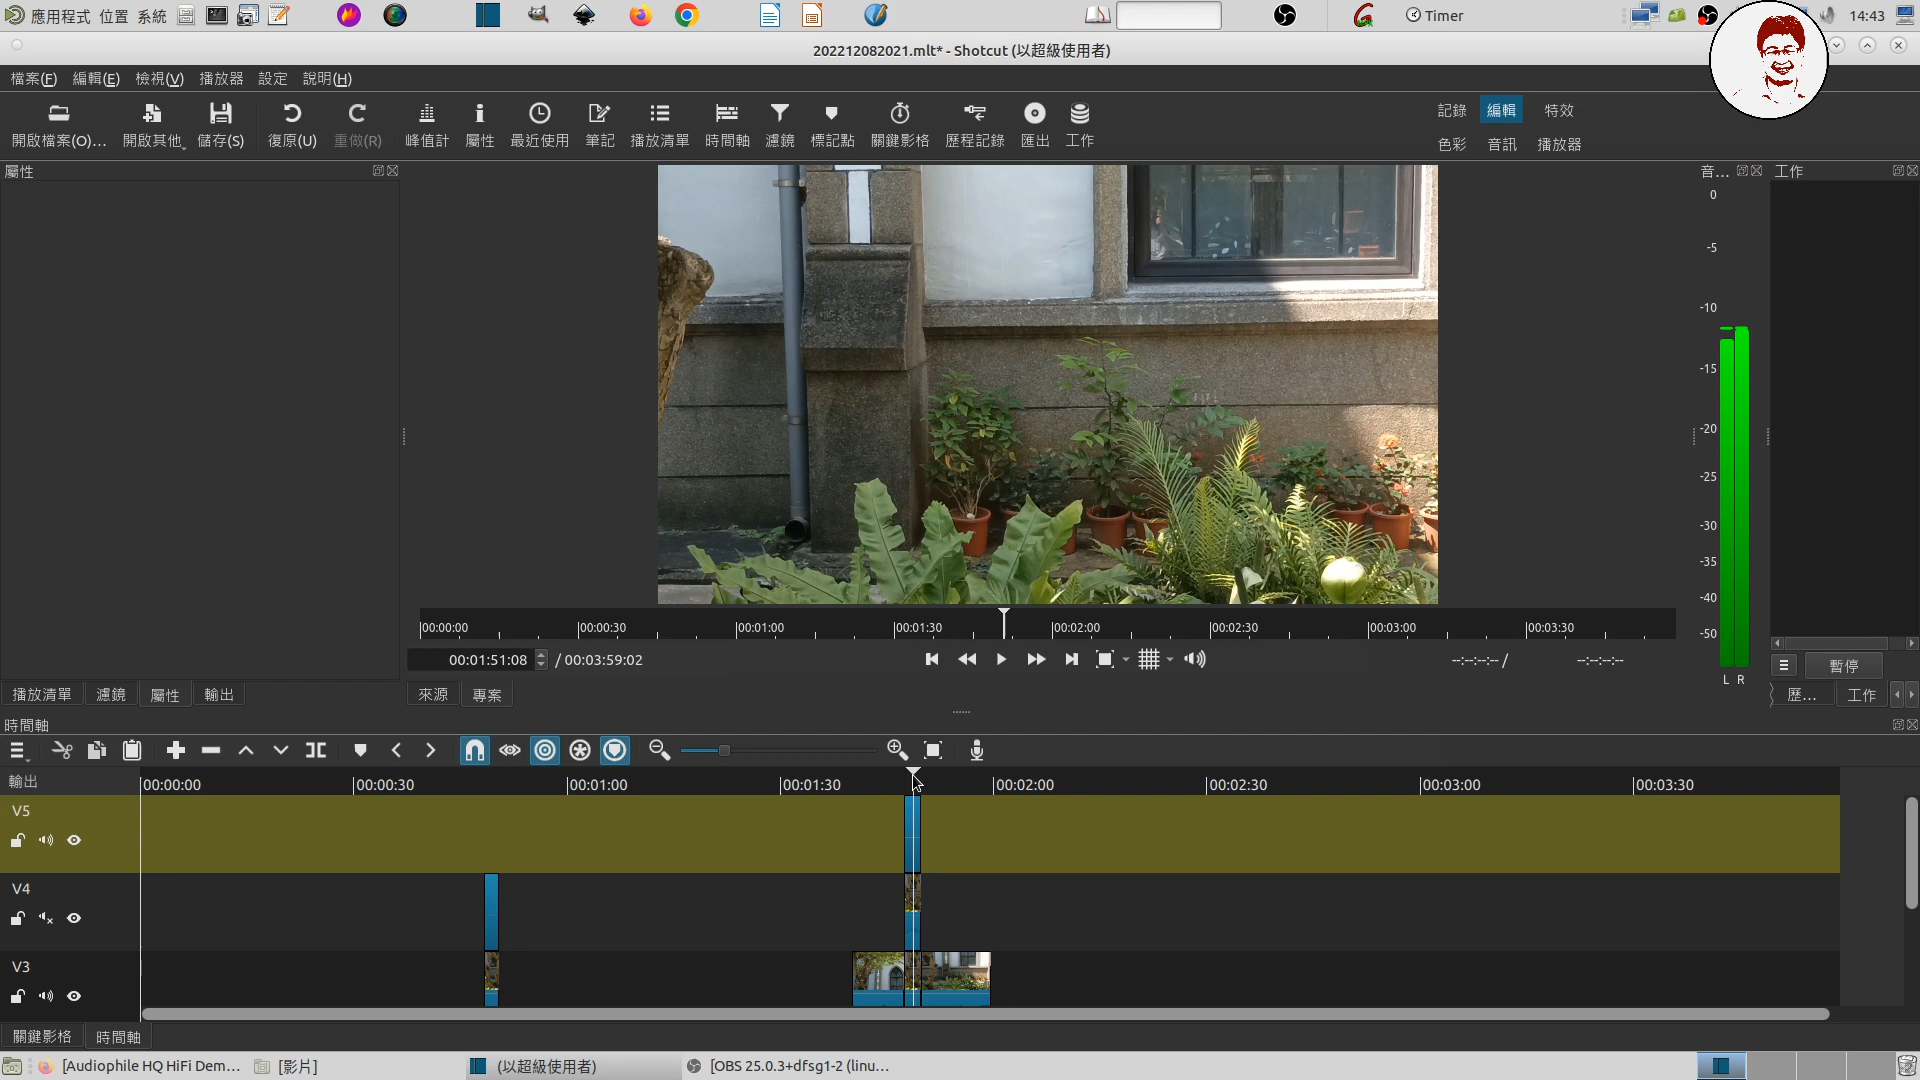 應用程式 位置 系統
Timer
14:43
202212082021.mlt* - Shotcut (以超級使用者)
檔案(F) 編輯(E) 檢視(V) 播放器 設定 說明(H)
開啟檔案(O)... 開啟其他 儲存(S) 復原(U) 重做(R) 峰值計 屬性 最近使用 筆記 播放清單 時間軸 濾鏡 標記點 關鍵影格 歷程記錄 匯出 工作
記錄 編輯 特效
色彩 音訊 播放器
屬性
音... 工作
0
-5
-10
-15
-20
-25
-30
-35
-40
-50
L R
00:00:00 00:00:30 00:01:00 00:01:30 00:02:00 00:02:30 00:03:00 00:03:30
00:01:51:08 / 00:03:59:02
--:--:--:-- / --:--:--:--
暫停
播放清單 濾鏡 屬性 輸出
來源 專案
歷... 工作
時間軸
輸出
00:00:00 00:00:30 00:01:00 00:01:30 00:02:00 00:02:30 00:03:00 00:03:30
V5
V4
V3
關鍵影格 時間軸
[Audiophile HQ HiFi Dem... [影片] (以超級使用者) [OBS 25.0.3+dfsg1-2 (linu...